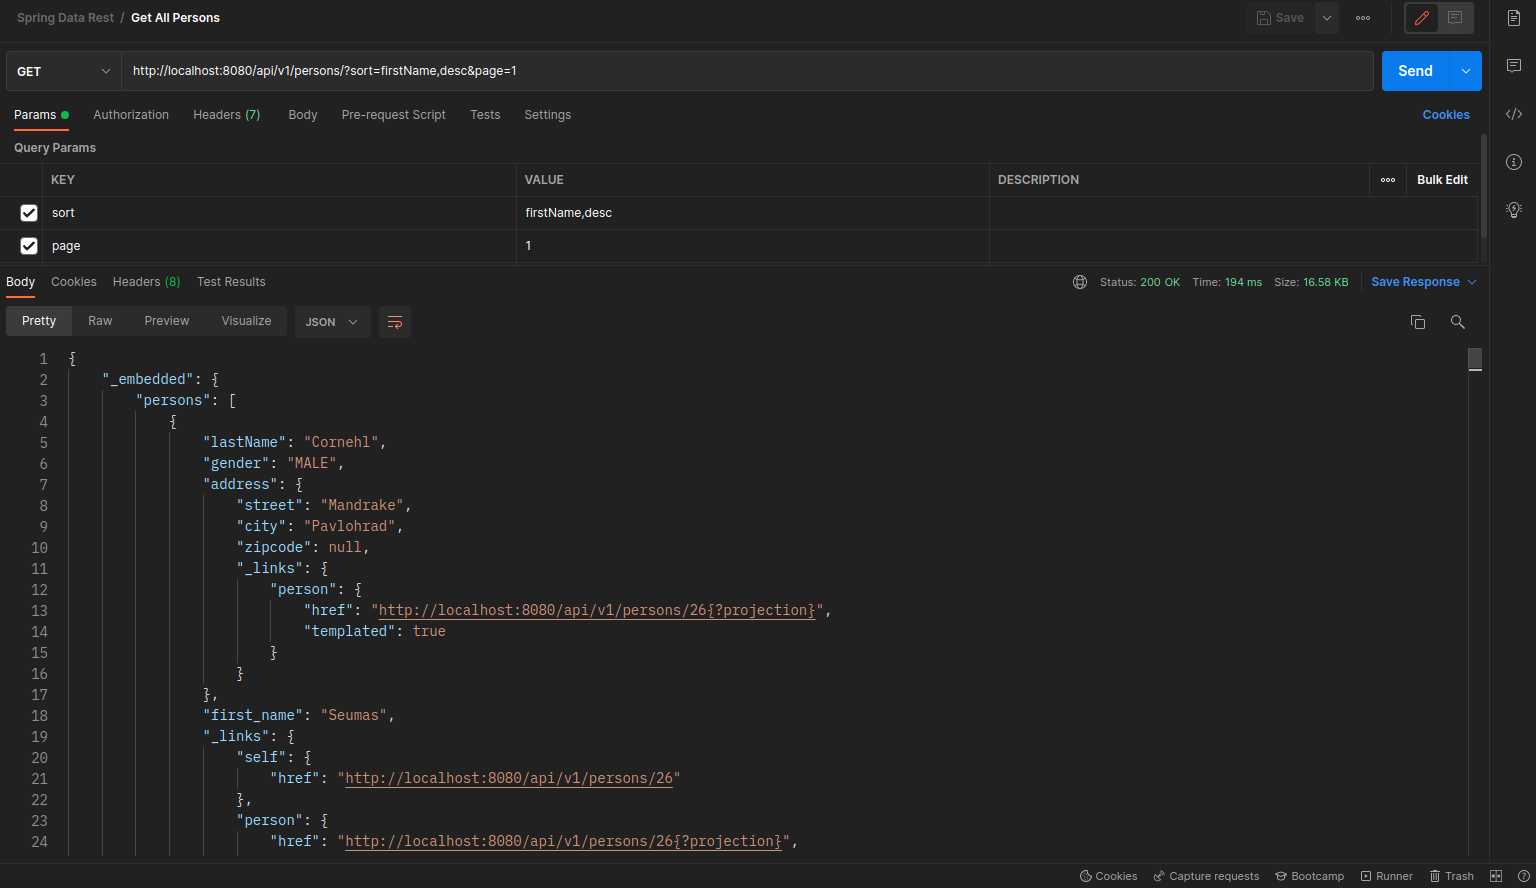 Spring Data Rest / Get All Persons
Save
GET http://localhost:8080/api/v1/persons/?sort=firstName,desc&page=1 Send
Params Authorization Headers (7) Body Pre-request Script Tests Settings Cookies
Query Params
KEY VALUE DESCRIPTION Bulk Edit
sort firstName,desc
page 1
Body Cookies Headers (8) Test Results Status: 200 OK Time: 194 ms Size: 16.58 KB Save Response
Pretty Raw Preview Visualize JSON
1 {
2 "_embedded": {
3 "persons": [
4 {
5 "lastName": "Cornehl",
6 "gender": "MALE",
7 "address": {
8 "street": "Mandrake",
9 "city": "Pavlohrad",
10 "zipcode": null,
11 "_links": {
12 "person": {
13 "href": "http://localhost:8080/api/v1/persons/26{?projection}",
14 "templated": true
15 }
16 }
17 },
18 "first_name": "Seumas",
19 "_links": {
20 "self": {
21 "href": "http://localhost:8080/api/v1/persons/26"
22 },
23 "person": {
24 "href": "http://localhost:8080/api/v1/persons/26{?projection}",
Cookies Capture requests Bootcamp Runner Trash